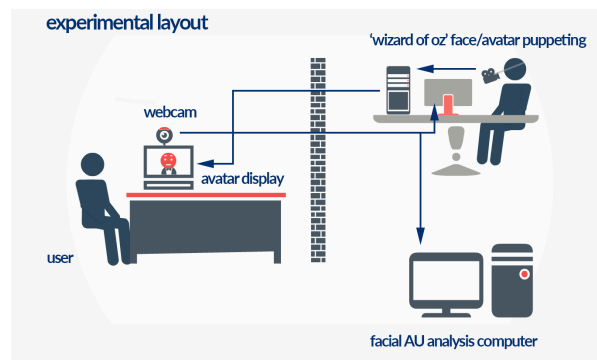 experimental layout
‘wizard of oz’ face/avatar puppeting
webcam
avatar display
user
facial AU analysis computer